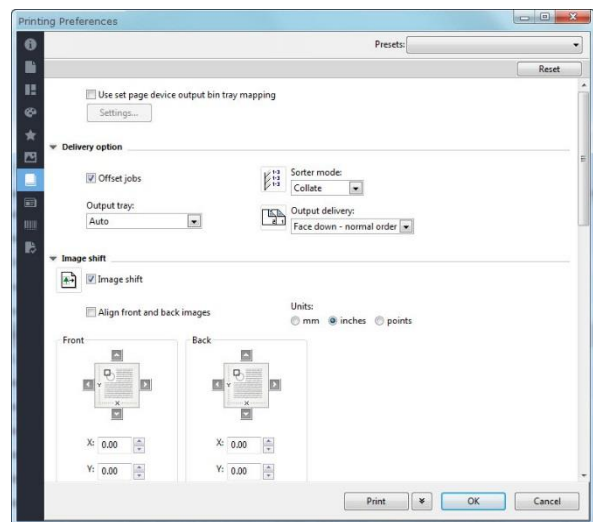 Printing Preferences
Presets:
Reset
Use set page device output bin tray mapping
Settings...
Delivery option
Offset jobs
Sorter mode:
Collate
Output tray:
Auto
Output delivery:
Face down - normal order
Image shift
Image shift
Align front and back images
Units:
mm inches points
Front Back
Y Y
X X
X: 0.00 X: 0.00
Y: 0.00 Y: 0.00
Print OK Cancel